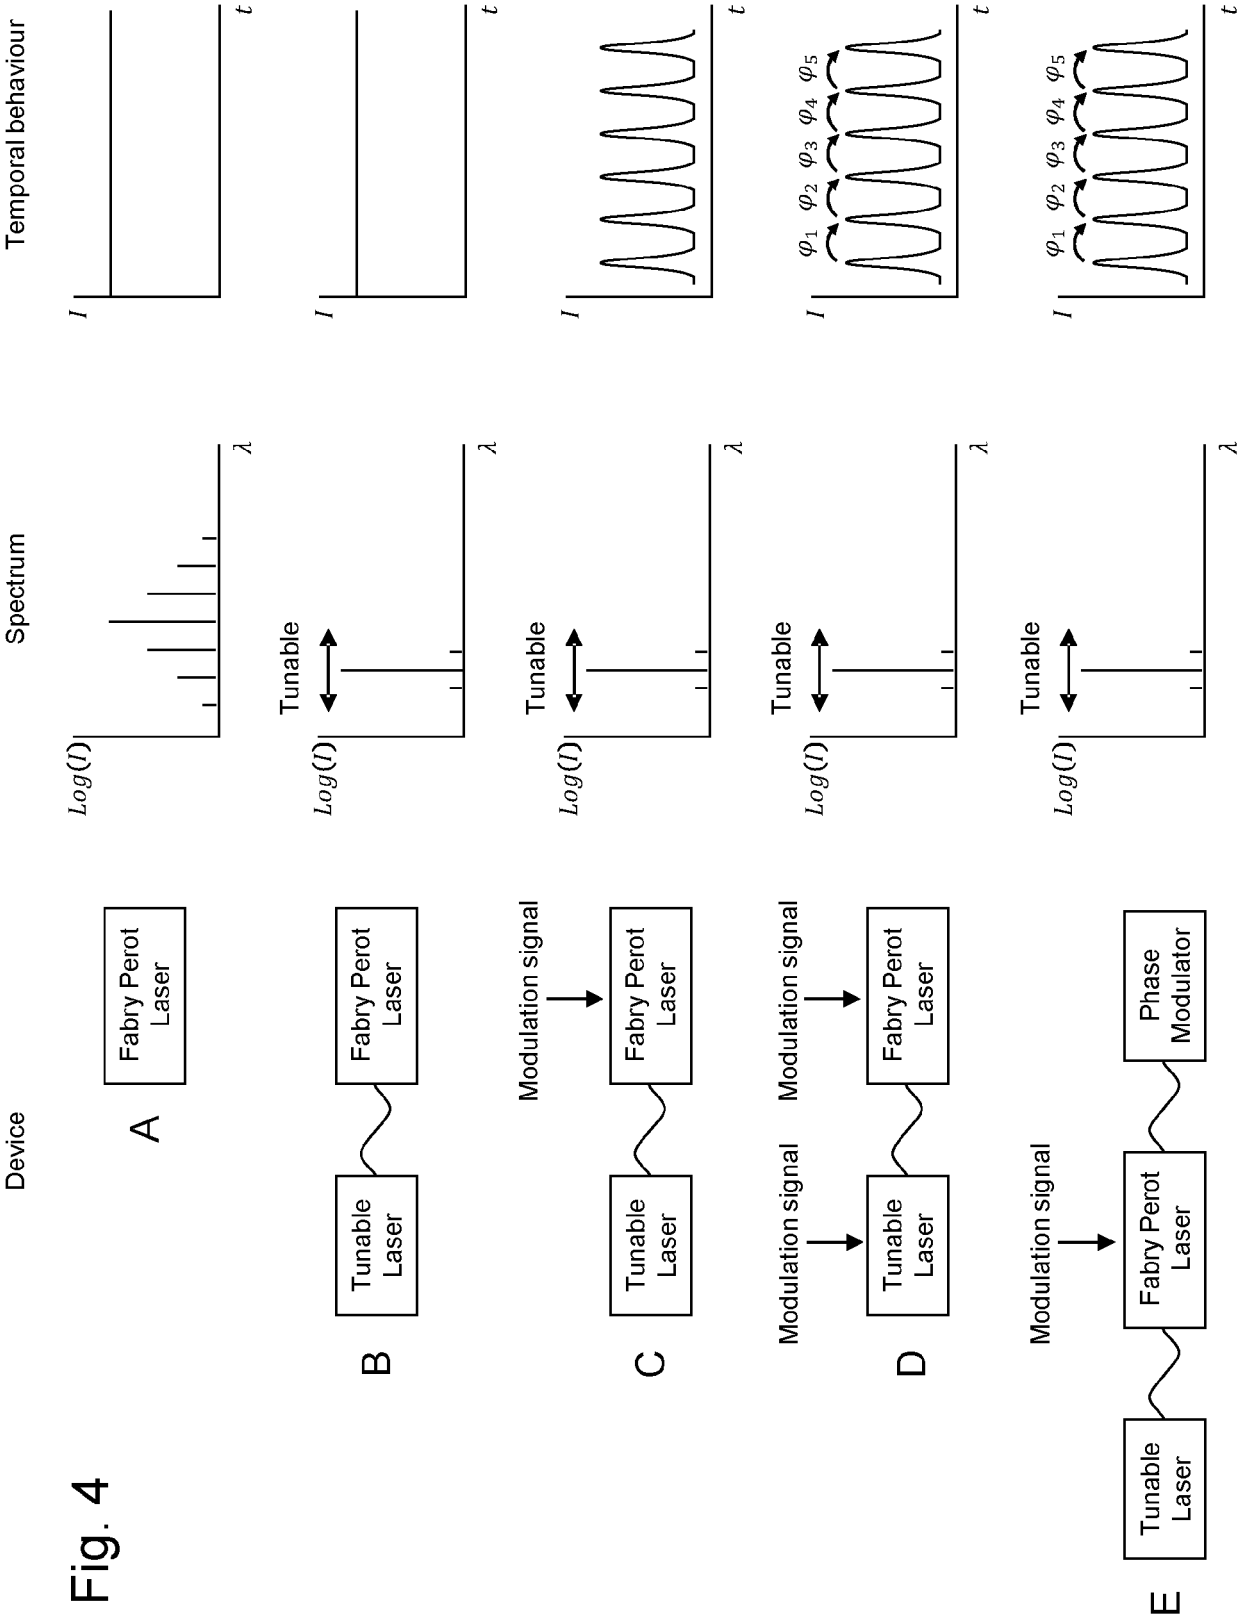 Fig. 4
Device
Spectrum
Temporal behaviour
A
Fabry Perot
Laser
Log(I)
λ
I
t
B
Tunable
Laser
Fabry Perot
Laser
Log(I)
Tunable
λ
I
t
C
Tunable
Laser
Modulation signal
Fabry Perot
Laser
Log(I)
Tunable
λ
I
t
D
Modulation signal
Tunable
Laser
Modulation signal
Fabry Perot
Laser
Log(I)
Tunable
λ
I
φ₁ φ₂ φ₃ φ₄ φ₅
t
E
Tunable
Laser
Modulation signal
Fabry Perot
Laser
Phase
Modulator
Log(I)
Tunable
λ
I
φ₁ φ₂ φ₃ φ₄ φ₅
t